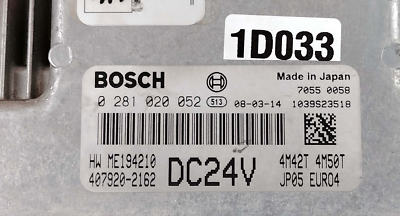 1D033
BOSCH
Made in Japan
7055 0058
0 281 020 052 513 08-03-14 1039S23518
HW ME194210
407920-2162
DC24V
4M42T 4M50T
JP05 EURO4